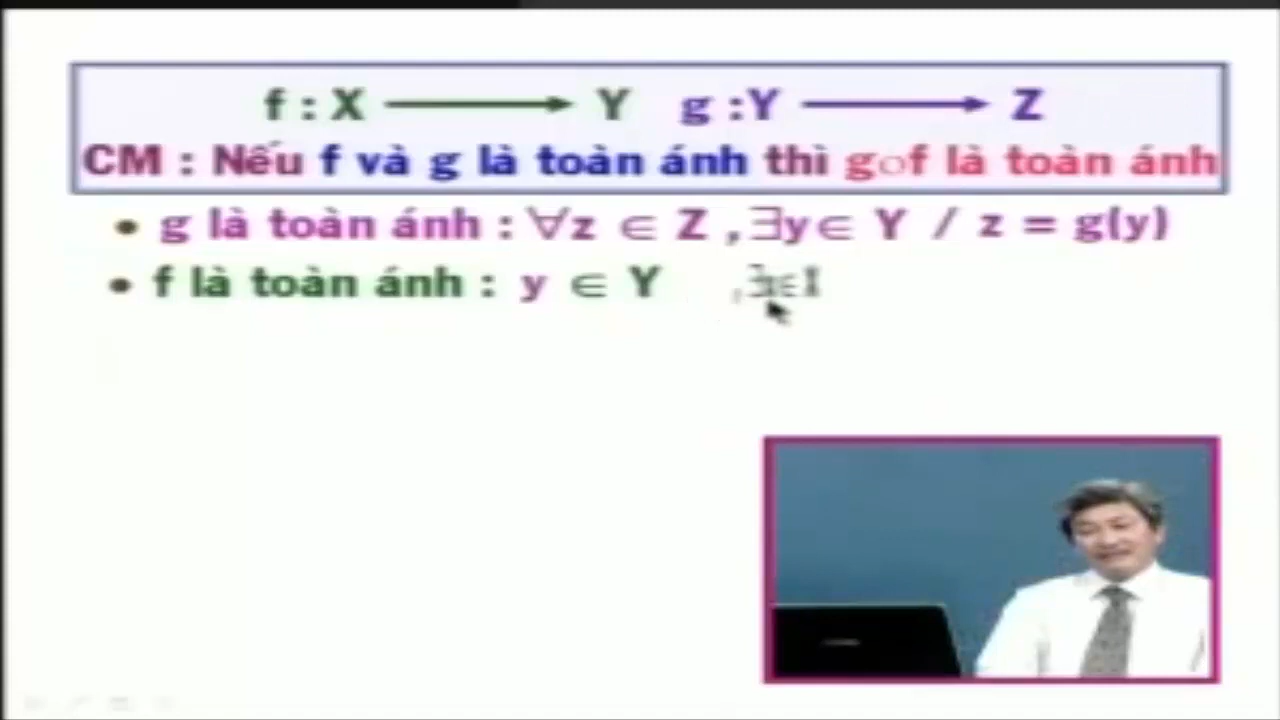 f : X ⟶ Y g :Y ⟶ Z
CM : Nếu f và g là toàn ánh thì g○f là toàn ánh
• g là toàn ánh : ∀z ∈ Z ,∃y∈ Y / z = g(y)
• f là toàn ánh : y ∈ Y ,∃